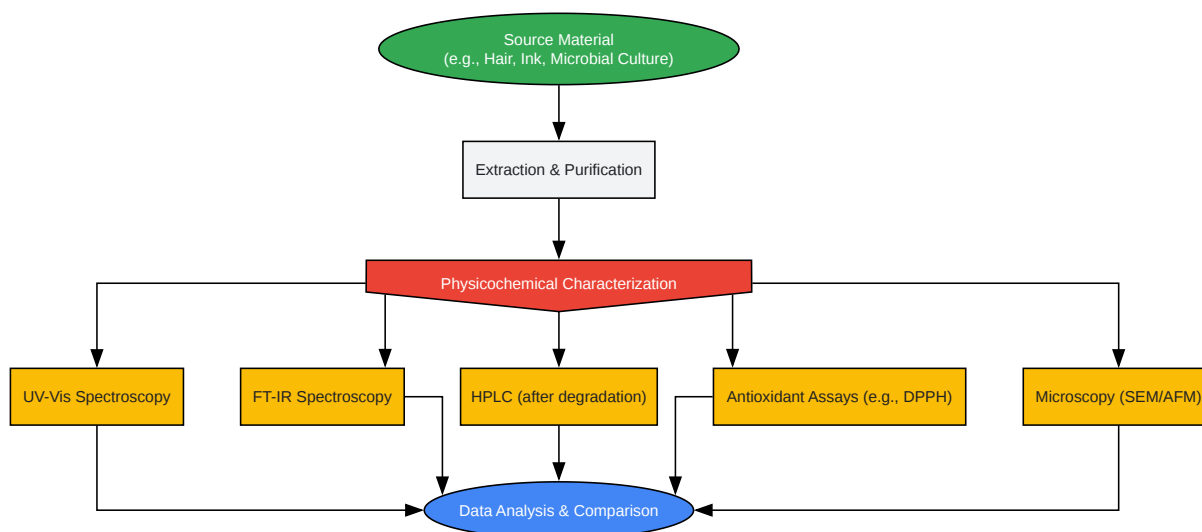 Source Material
(e.g., Hair, Ink, Microbial Culture)
Extraction & Purification
Physicochemical Characterization
UV-Vis Spectroscopy
FT-IR Spectroscopy
HPLC (after degradation)
Antioxidant Assays (e.g., DPPH)
Microscopy (SEM/AFM)
Data Analysis & Comparison